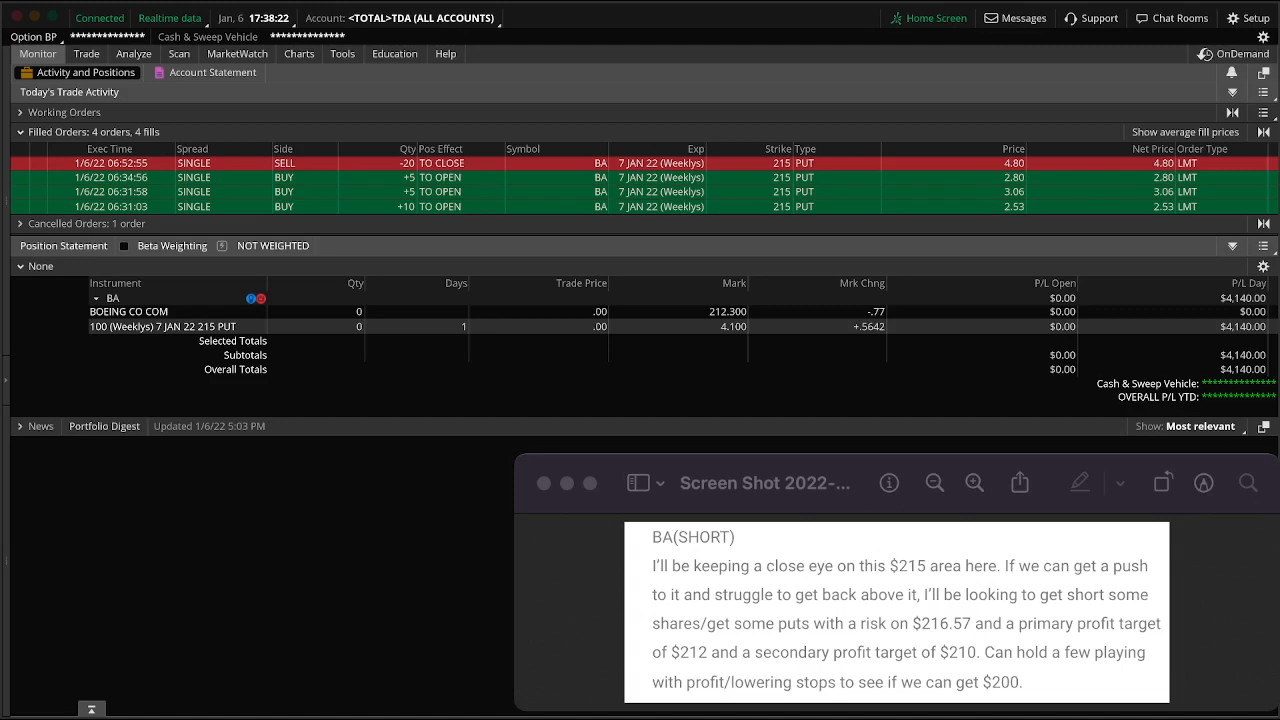 Connected Realtime data Jan, 6 17:38:22 Account: <TOTAL>TDA (ALL ACCOUNTS) Home Screen Messages Support Chat Rooms Setup
Option BP ************** Cash & Sweep Vehicle **************
Monitor Trade Analyze Scan MarketWatch Charts Tools Education Help OnDemand
Activity and Positions Account Statement
Today's Trade Activity
Working Orders
Filled Orders: 4 orders, 4 fills Show average fill prices
Exec Time Spread Side Qty Pos Effect Symbol Exp Strike Type Price Net Price Order Type
1/6/22 06:52:55 SINGLE SELL -20 TO CLOSE BA 7 JAN 22 (Weeklys) 215 PUT 4.80 4.80 LMT
1/6/22 06:34:56 SINGLE BUY +5 TO OPEN BA 7 JAN 22 (Weeklys) 215 PUT 2.80 2.80 LMT
1/6/22 06:31:58 SINGLE BUY +5 TO OPEN BA 7 JAN 22 (Weeklys) 215 PUT 3.06 3.06 LMT
1/6/22 06:31:03 SINGLE BUY +10 TO OPEN BA 7 JAN 22 (Weeklys) 215 PUT 2.53 2.53 LMT
Cancelled Orders: 1 order
Position Statement Beta Weighting NOT WEIGHTED
None
Instrument Qty Days Trade Price Mark Mrk Chng P/L Open P/L Day
BA $0.00 $4,140.00
BOEING CO COM 0 .00 212.300 -.77 $0.00 $0.00
100 (Weeklys) 7 JAN 22 215 PUT 0 1 .00 4.100 +.5642 $0.00 $4,140.00
Selected Totals
Subtotals $0.00 $4,140.00
Overall Totals $0.00 $4,140.00
Cash & Sweep Vehicle: **************
OVERALL P/L YTD: **************
News Portfolio Digest Updated 1/6/22 5:03 PM Show: Most relevant
Screen Shot 2022-...
BA(SHORT)
I'll be keeping a close eye on this $215 area here. If we can get a push
to it and struggle to get back above it, I'll be looking to get short some
shares/get some puts with a risk on $216.57 and a primary profit target
of $212 and a secondary profit target of $210. Can hold a few playing
with profit/lowering stops to see if we can get $200.